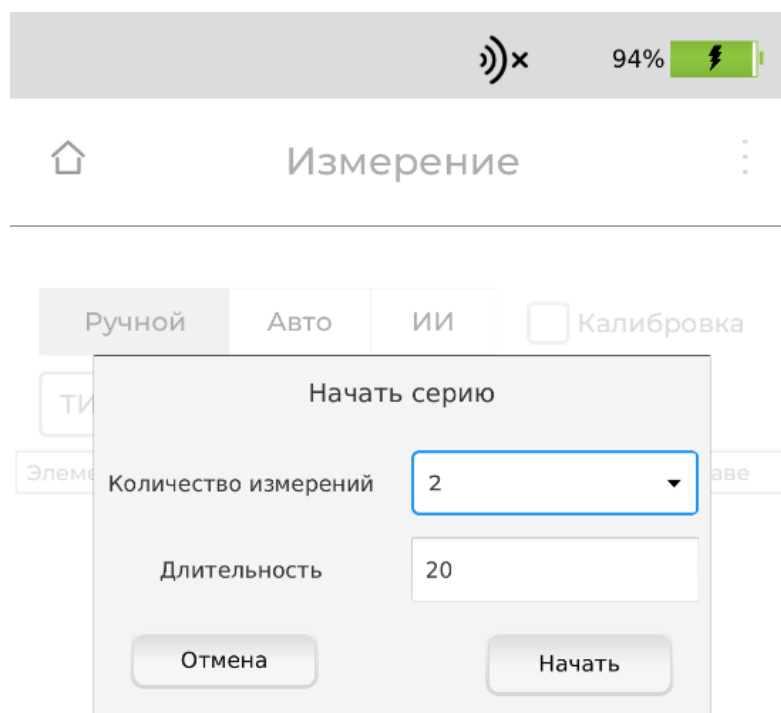 94%
Измерение
Ручной Авто ИИ Калибровка
Начать серию
Количество измерений 2
Длительность 20
Отмена Начать